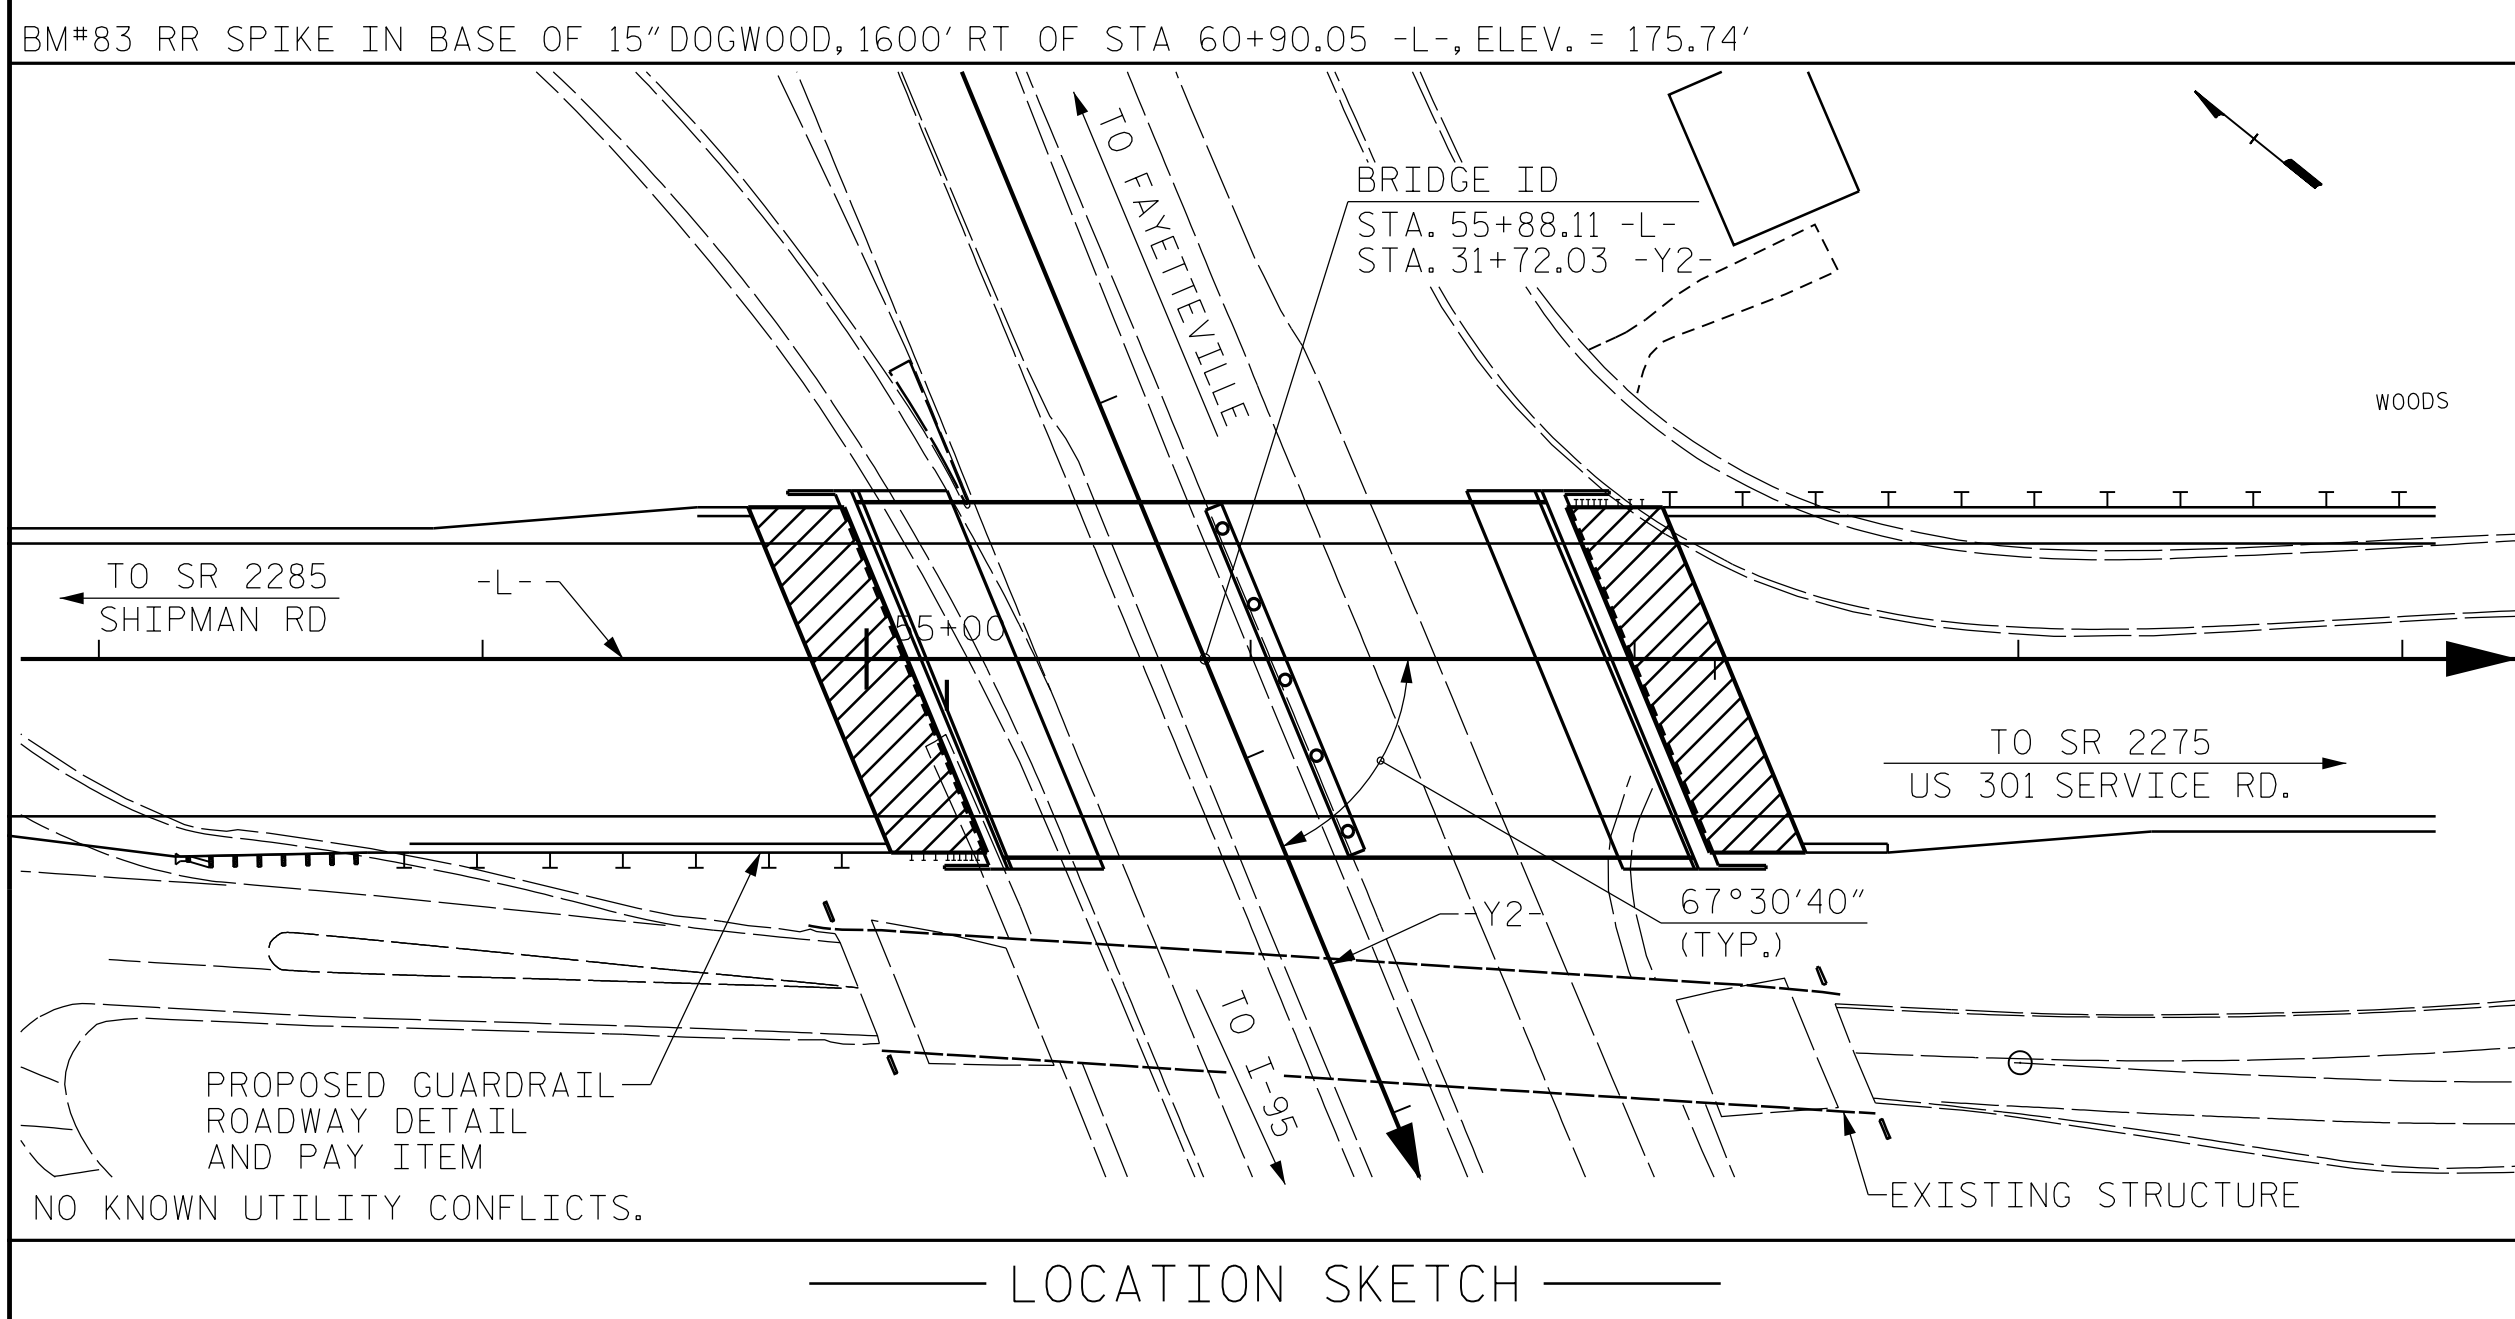 BM#83 RR SPIKE IN BASE OF 15" DOGWOOD, 1600' RT OF STA 60+90.05 -L-, ELEV. = 175.74'
TO FAYETTEVILLE
BRIDGE ID
STA. 55+88.11 -L-
STA. 31+72.03 -Y2-
WOODS
TO SR 2285
SHIPMAN RD
-L-
55+00
TO SR 2275
US 301 SERVICE RD.
67°30'40"
(TYP.)
-Y2-
TO I-95
PROPOSED GUARDRAIL
ROADWAY DETAIL
AND PAY ITEM
EXISTING STRUCTURE
NO KNOWN UTILITY CONFLICTS.
LOCATION SKETCH